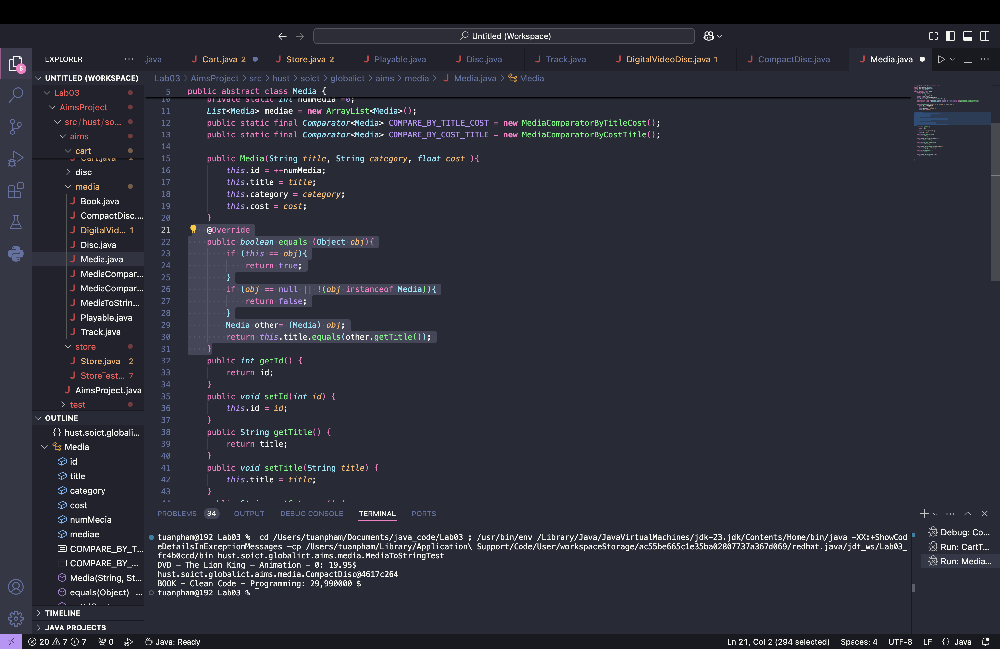 Untitled (Workspace)
EXPLORER
.java
Cart.java 2
Store.java 2
Playable.java
Disc.java
Track.java
DigitalVideoDisc.java 1
CompactDisc.java
Media.java
5
UNTITLED (WORKSPACE)
Lab03 > AimsProject > src > hust > soict > globalict > aims > media > Media.java > Media
Lab03
AimsProject
src/hust/so...
aims
cart
Cart.java 2
disc
media
Book.java
CompactDisc....
DigitalVid... 1
Disc.java
Media.java
MediaCompar...
MediaCompar...
MediaToStrin...
Playable.java
Track.java
store
Store.java 2
StoreTest... 7
AimsProject.java
test
OUTLINE
{} hust.soict.globali...
Media
id
title
category
cost
numMedia
mediae
COMPARE_BY_T...
COMPARE_BY_...
Media(String, St...
equals(Object) ...
TIMELINE
JAVA PROJECTS
5 public abstract class Media {
10 private static int numMedia =0;
11 List<Media> mediae = new ArrayList<Media>();
12 public static final Comparator<Media> COMPARE_BY_TITLE_COST = new MediaComparatorByTitleCost();
13 public static final Comparator<Media> COMPARE_BY_COST_TITLE = new MediaComparatorByCostTitle();
14
15 public Media(String title, String category, float cost ){
16 this.id = ++numMedia;
17 this.title = title;
18 this.category = category;
19 this.cost = cost;
20 }
21 @Override
22 public boolean equals (Object obj){
23 if (this == obj){
24 return true;
25 }
26 if (obj == null || !(obj instanceof Media)){
27 return false;
28 }
29 Media other= (Media) obj;
30 return this.title.equals(other.getTitle());
31 }
32 public int getId() {
33 return id;
34 }
35 public void setId(int id) {
36 this.id = id;
37 }
38 public String getTitle() {
39 return title;
40 }
41 public void setTitle(String title) {
42 this.title = title;
43 }
PROBLEMS 34 OUTPUT DEBUG CONSOLE TERMINAL PORTS
tuanpham@192 Lab03 % cd /Users/tuanpham/Documents/java_code/Lab03 ; /usr/bin/env /Library/Java/JavaVirtualMachines/jdk-23.jdk/Contents/Home/bin/java -XX:+ShowCod
eDetailsInExceptionMessages -cp /Users/tuanpham/Library/Application\ Support/Code/User/workspaceStorage/ac55be665c1e35ba02807737a367d069/redhat.java/jdt_ws/Lab03_
fc4b0ccd/bin hust.soict.globalict.aims.media.MediaToStringTest
DVD - The Lion King - Animation - 0: 19.95$
hust.soict.globalict.aims.media.CompactDisc@4617c264
BOOK - Clean Code - Programming: 29,990000 $
tuanpham@192 Lab03 %
Debug: Co...
Run: CartT...
Run: Media...
20 7 7 0 Java: Ready
Ln 21, Col 2 (294 selected) Spaces: 4 UTF-8 LF {} Java